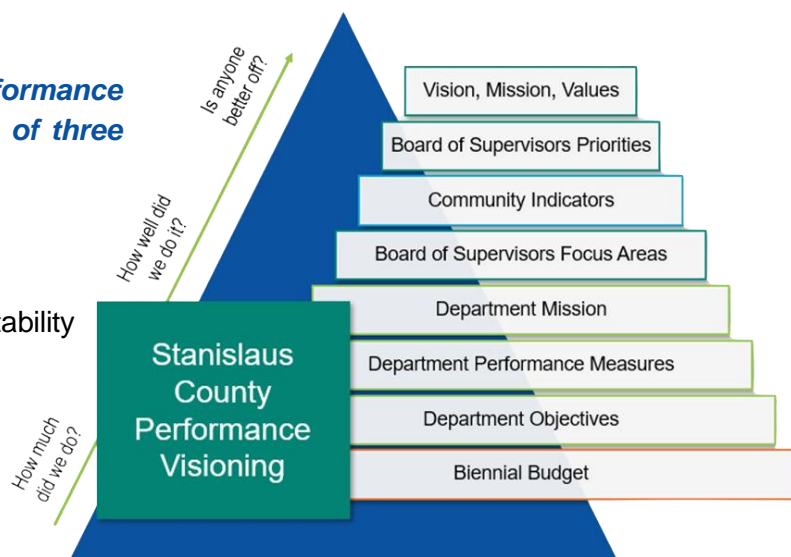 formance
of three
tability
Is anyone
better off?
How well did
we do it?
How much
did we do?
Stanislaus
County
Performance
Visioning
Vision, Mission, Values
Board of Supervisors Priorities
Community Indicators
Board of Supervisors Focus Areas
Department Mission
Department Performance Measures
Department Objectives
Biennial Budget